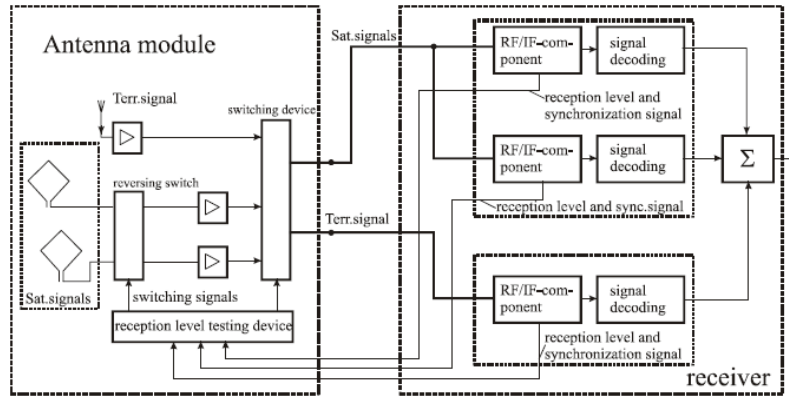 Antenna module
Terr.signal
switching device
reversing switch
Sat.signals
switching signals
reception level testing device
Sat.signals
Terr.signal
RF/IF-com-
ponent
signal
decoding
reception level and
synchronization signal
RF/IF-com-
ponent
signal
decoding
reception level and sync.signal
Σ
RF/IF-com-
ponent
signal
decoding
reception level and
synchronization signal
receiver